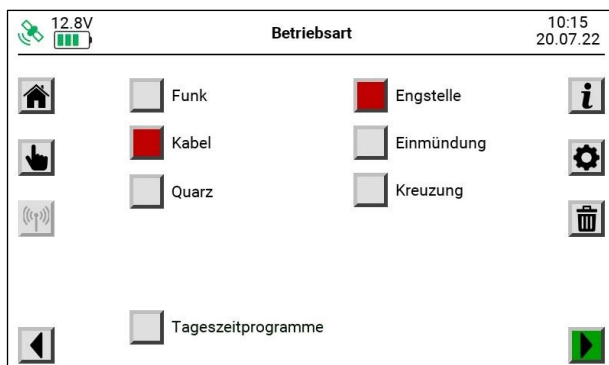 12.8V
Betriebsart
10:15
20.07.22
Funk
Engstelle
Kabel
Einmündung
Quarz
Kreuzung
Tageszeitprogramme